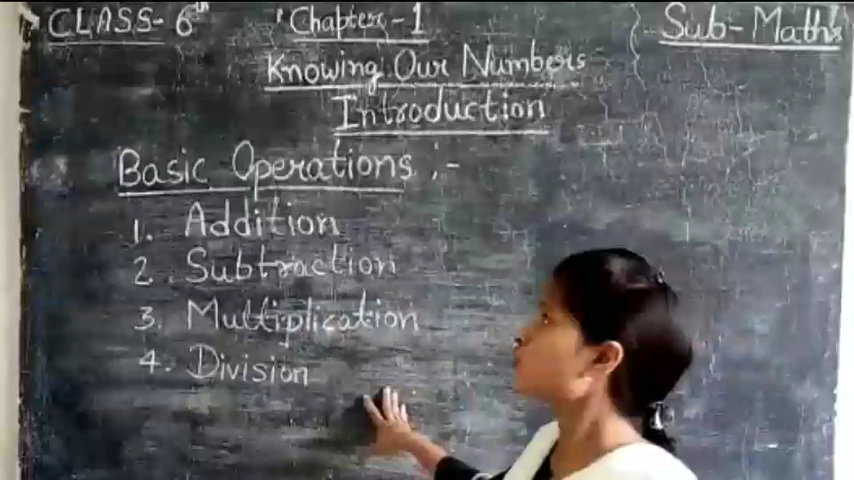 CLASS- 6th Chapter-1 Sub-Maths
Knowing Our Numbers
Introduction
Basic Operations :-
1. Addition
2. Subtraction
3. Multiplication
4. Division